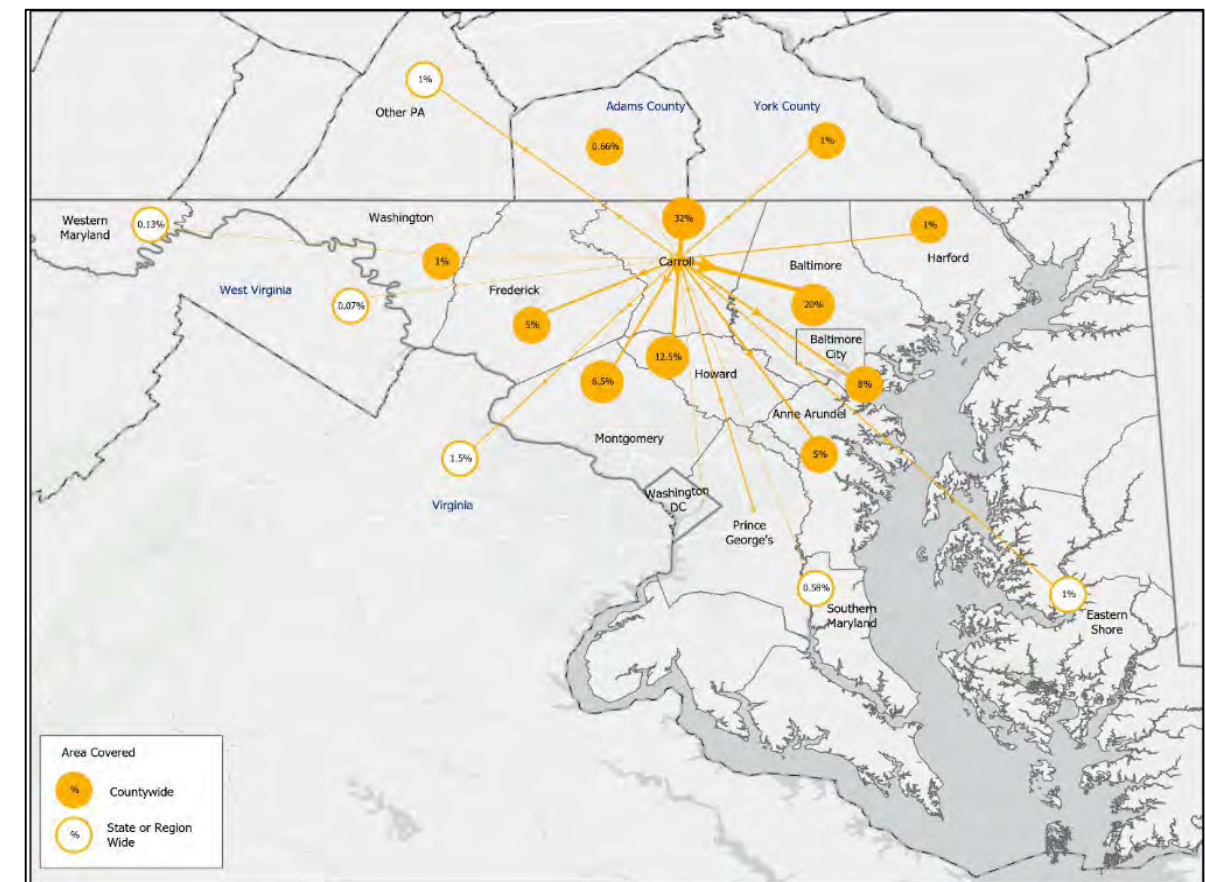 1%
Other PA
Adams County
York County
0.66%
1%
Western
Maryland
0.13%
Washington
32%
1%
Harford
1%
Carroll
Baltimore
West Virginia
0.07%
Frederick
5%
20%
Baltimore
City
12.5%
Howard
6.5%
8%
Anne Arundel
Montgomery
5%
1.5%
Virginia
Washington
DC
Prince
George's
0.58%
Southern
Maryland
1%
Eastern
Shore
Area Covered
%
Countywide
%
State or Region
Wide